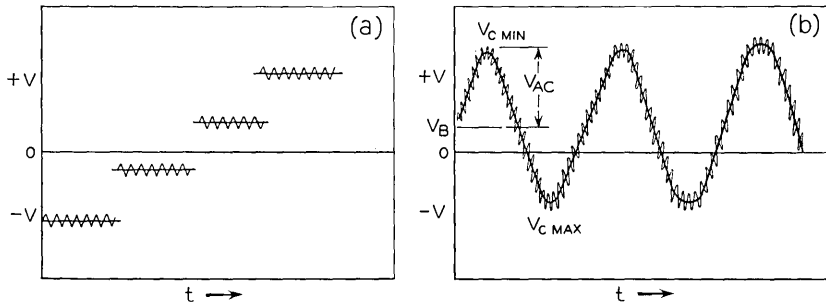 (a)
+V
0
-V
t →
(b)
V_C MIN
V_AC
+V
V_B
0
-V
V_C MAX
t →